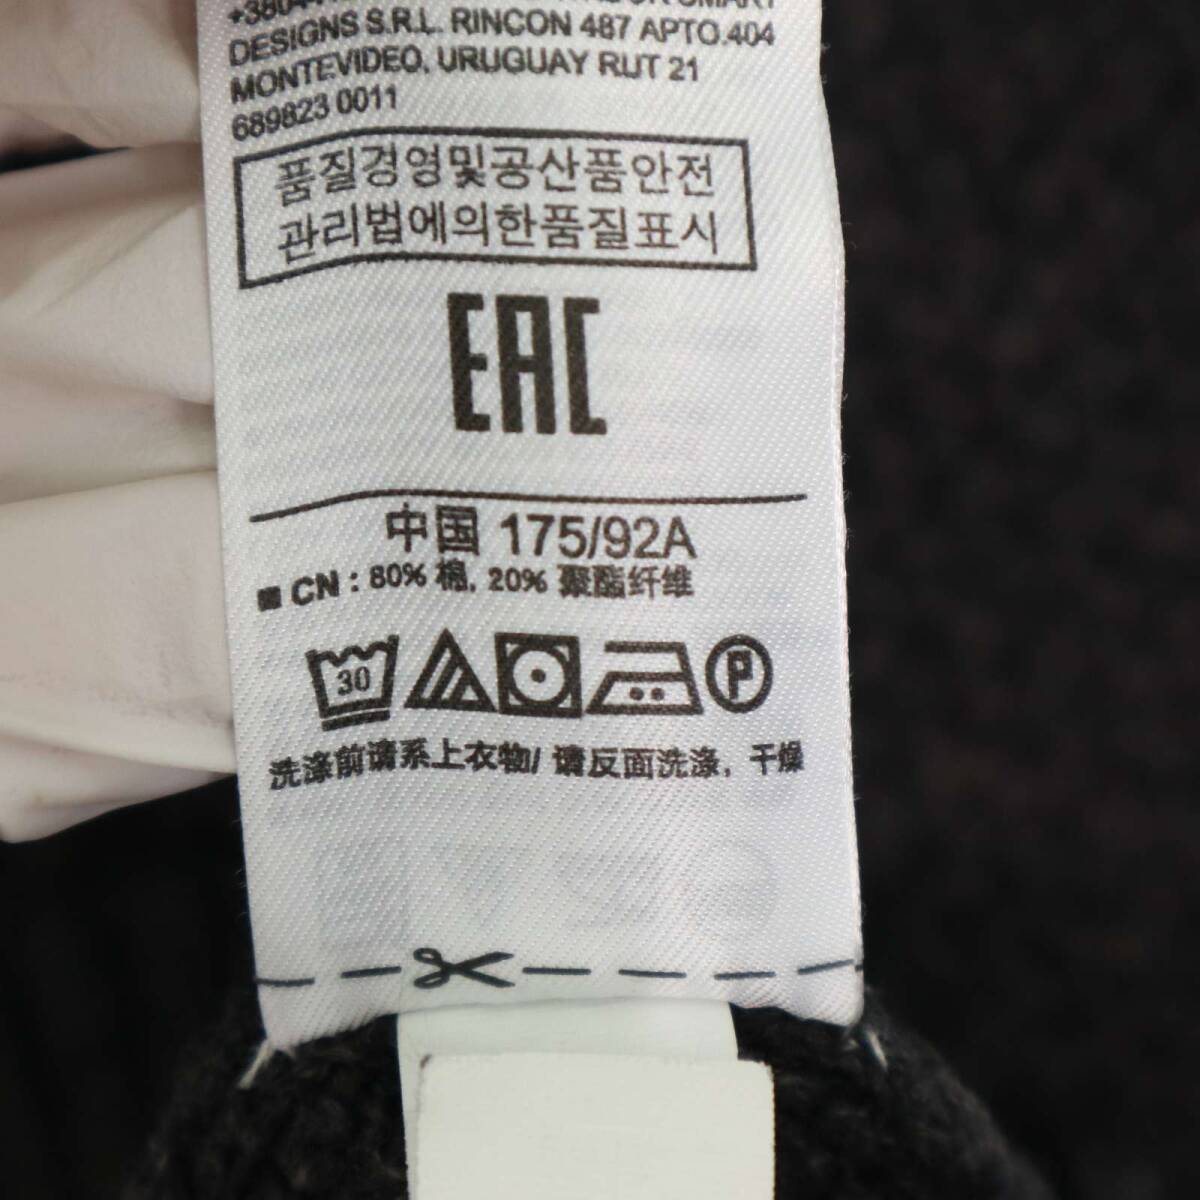 DESIGNS S.R.L. RINCON 487 APTO.404
MONTEVIDEO, URUGUAY RUT 21
689823 0011
품질경영및공산품안전
관리법에의한품질표시
EAC
中国 175/92A
■ CN : 80% 棉, 20% 聚酯纤维
30 P
洗涤前请系上衣物/ 请反面洗涤, 干燥